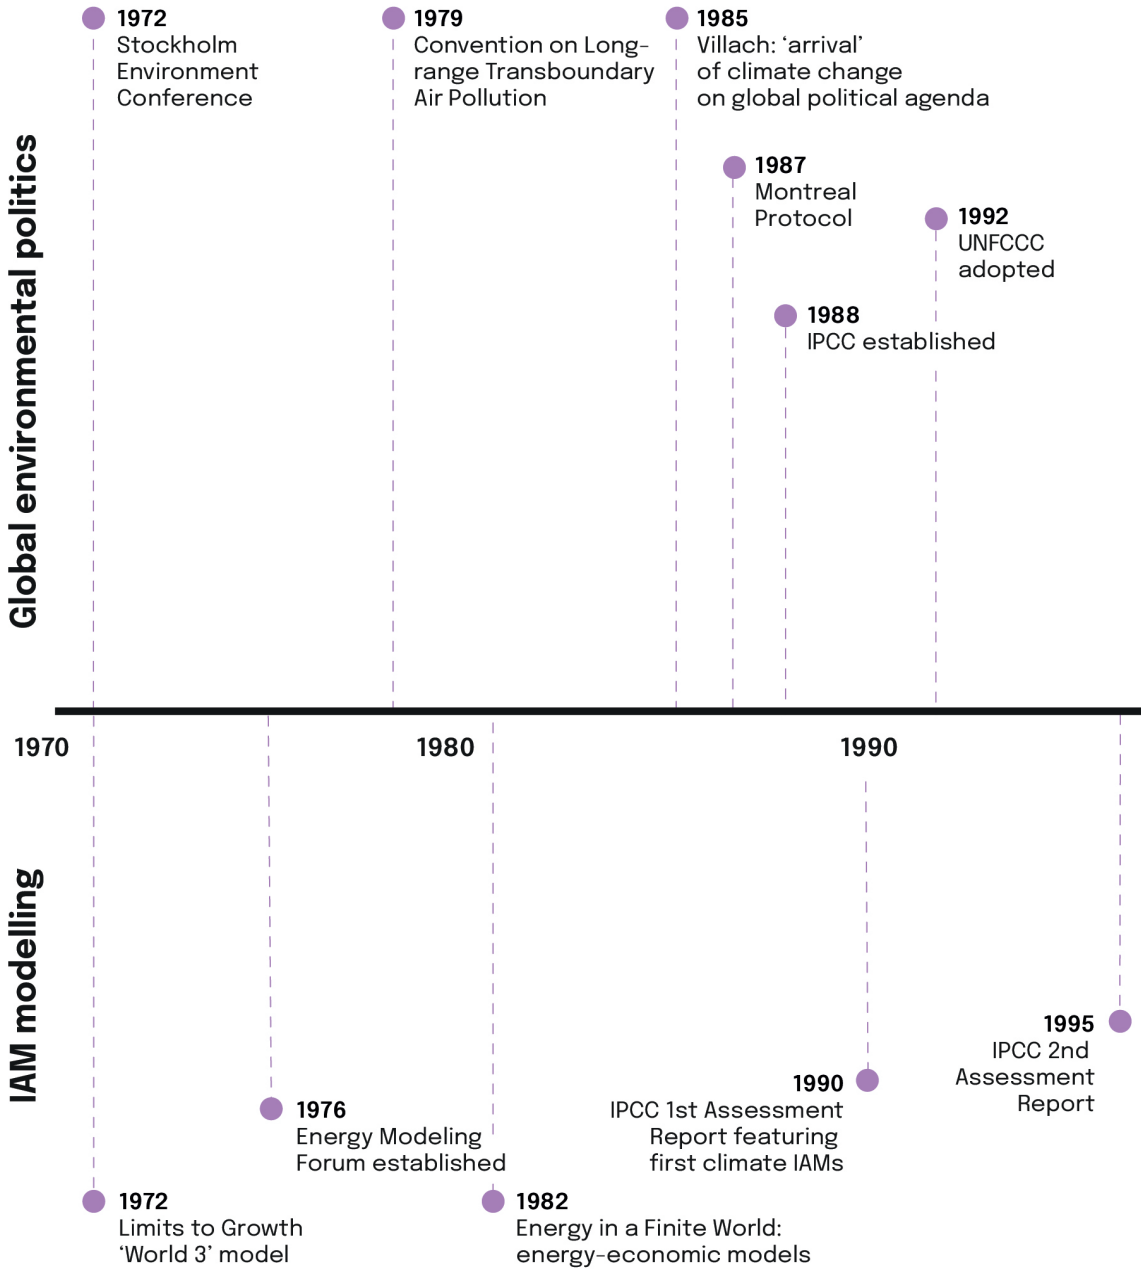 Global environmental politics
1972
Stockholm
Environment
Conference
1979
Convention on Long-
range Transboundary
Air Pollution
1985
Villach: ‘arrival’
of climate change
on global political agenda
1987
Montreal
Protocol
1992
UNFCCC
adopted
1988
IPCC established
1970
1980
1990
IAM modelling
1995
IPCC 2nd
Assessment
Report
1990
IPCC 1st Assessment
Report featuring
first climate IAMs
1976
Energy Modeling
Forum established
1972
Limits to Growth
‘World 3’ model
1982
Energy in a Finite World:
energy-economic models